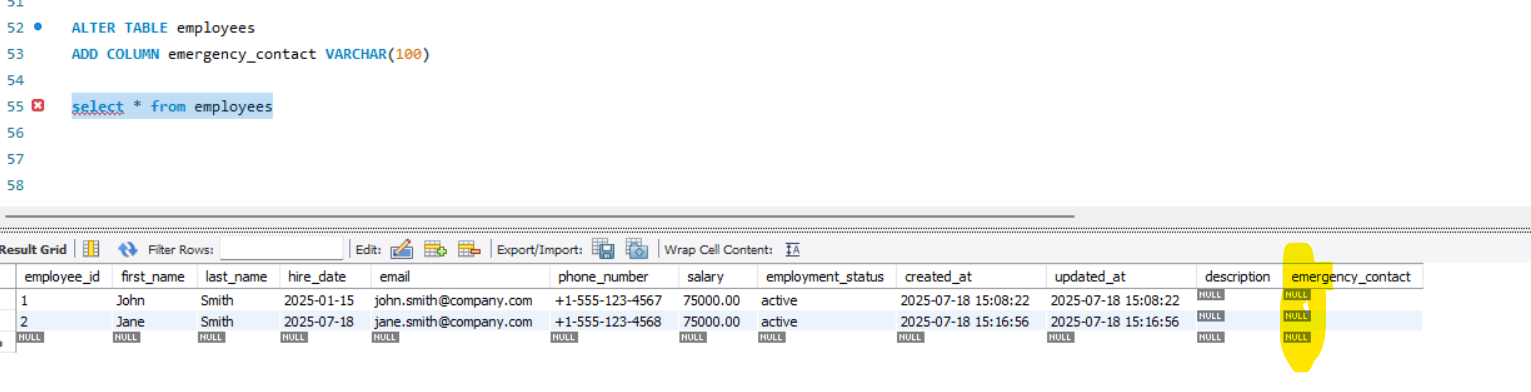 51
52 ALTER TABLE employees
53 ADD COLUMN emergency_contact VARCHAR(100)
54
55 select * from employees
56
57
58
Result Grid Filter Rows: Edit: Export/Import: Wrap Cell Content: IA
employee_id first_name last_name hire_date email phone_number salary employment_status created_at updated_at description emergency_contact
1 John Smith 2025-01-15 john.smith@company.com +1-555-123-4567 75000.00 active 2025-07-18 15:08:22 2025-07-18 15:08:22 NULL NULL
2 Jane Smith 2025-07-18 jane.smith@company.com +1-555-123-4568 75000.00 active 2025-07-18 15:16:56 2025-07-18 15:16:56 NULL NULL
NULL NULL NULL NULL NULL NULL NULL NULL NULL NULL NULL NULL